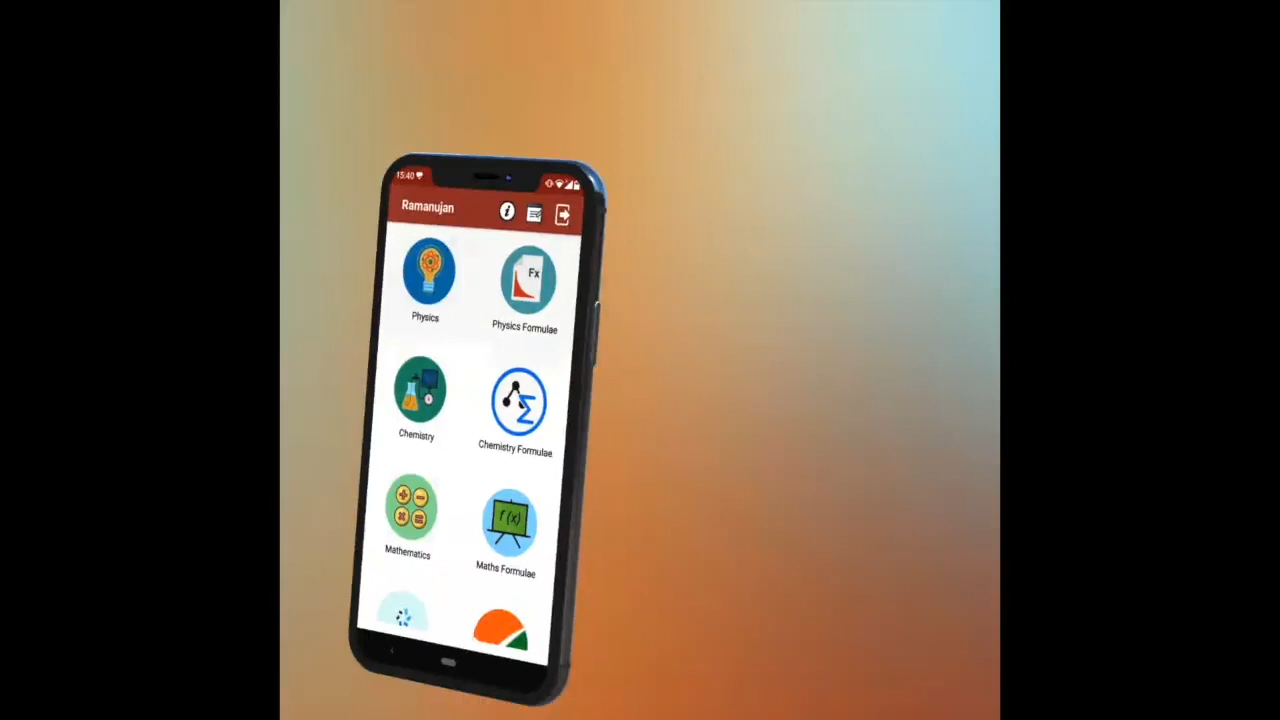 15:40
Ramanujan
Physics
Fx
Physics Formulae
Chemistry
Chemistry Formulae
Mathematics
f(x)
Maths Formulae